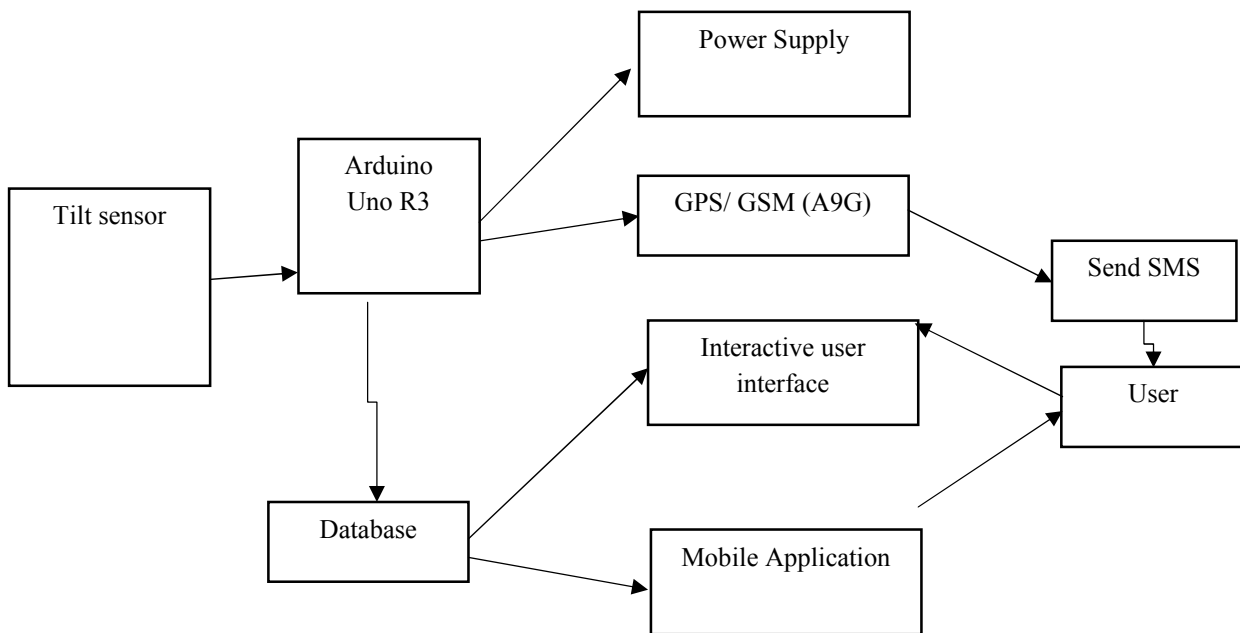 Power Supply
Arduino
Uno R3
Tilt sensor
GPS/ GSM (A9G)
Send SMS
Interactive user
interface
User
Database
Mobile Application